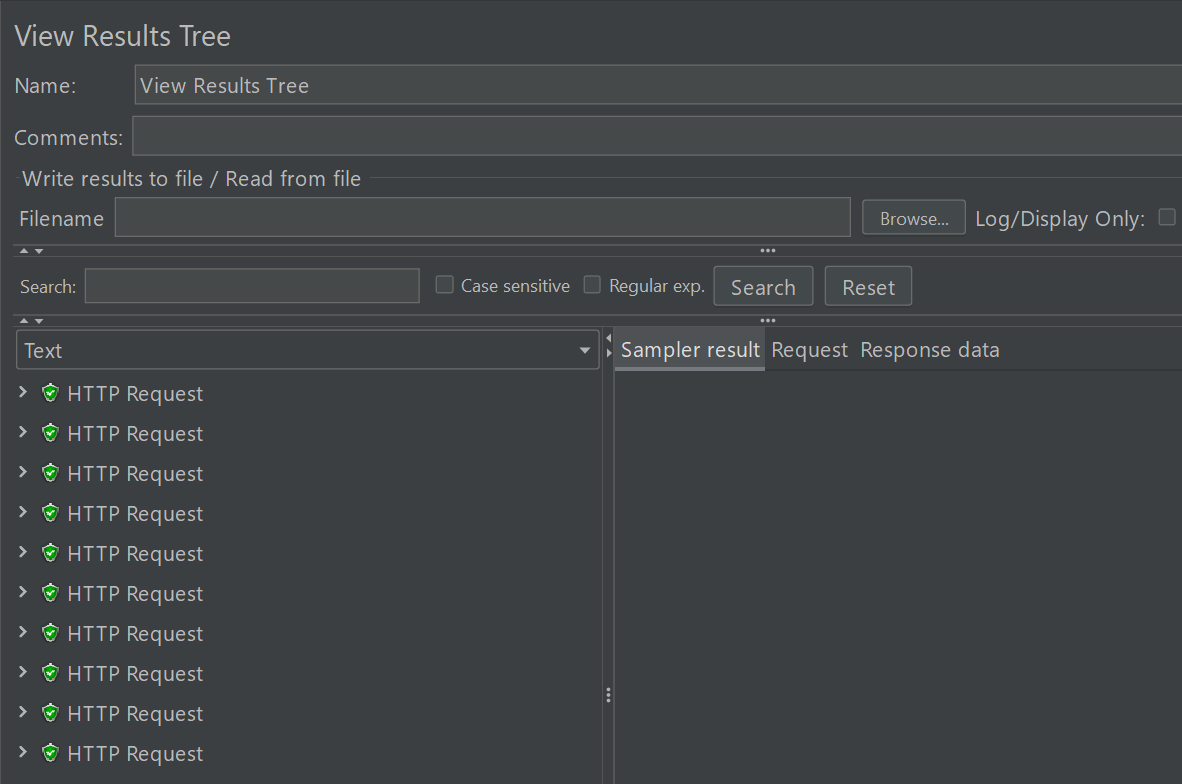 View Results Tree
Name: View Results Tree
Comments:
Write results to file / Read from file
Filename Browse... Log/Display Only:
Search: Case sensitive Regular exp. Search Reset
Text Sampler result Request Response data
HTTP Request
HTTP Request
HTTP Request
HTTP Request
HTTP Request
HTTP Request
HTTP Request
HTTP Request
HTTP Request
HTTP Request